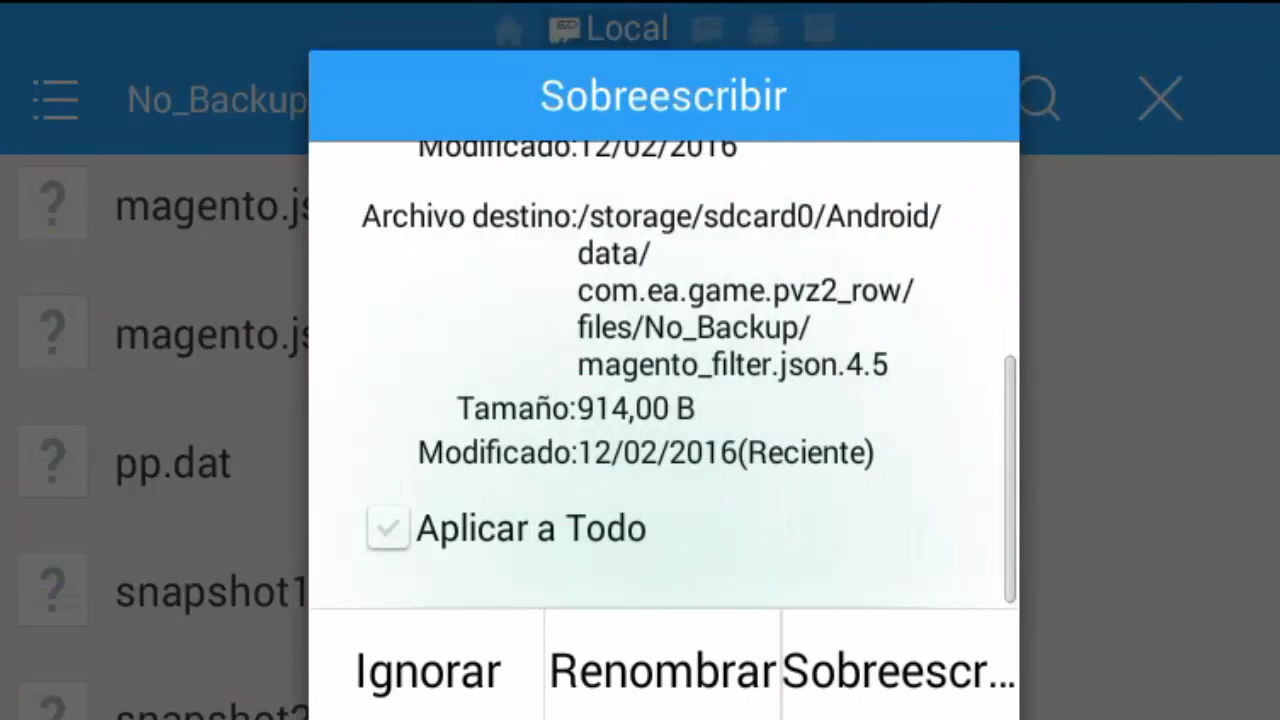 Local
Sobreescribir
No_Backup
Modificado:12/02/2016
magento.js
Archivo destino:/storage/sdcard0/Android/
data/
com.ea.game.pvz2_row/
magento.js
files/No_Backup/
magento_filter.json.4.5
Tamaño:914,00 B
pp.dat
Modificado:12/02/2016(Reciente)
Aplicar a Todo
snapshot1
Ignorar
Renombrar
Sobreescr...
snapshot2